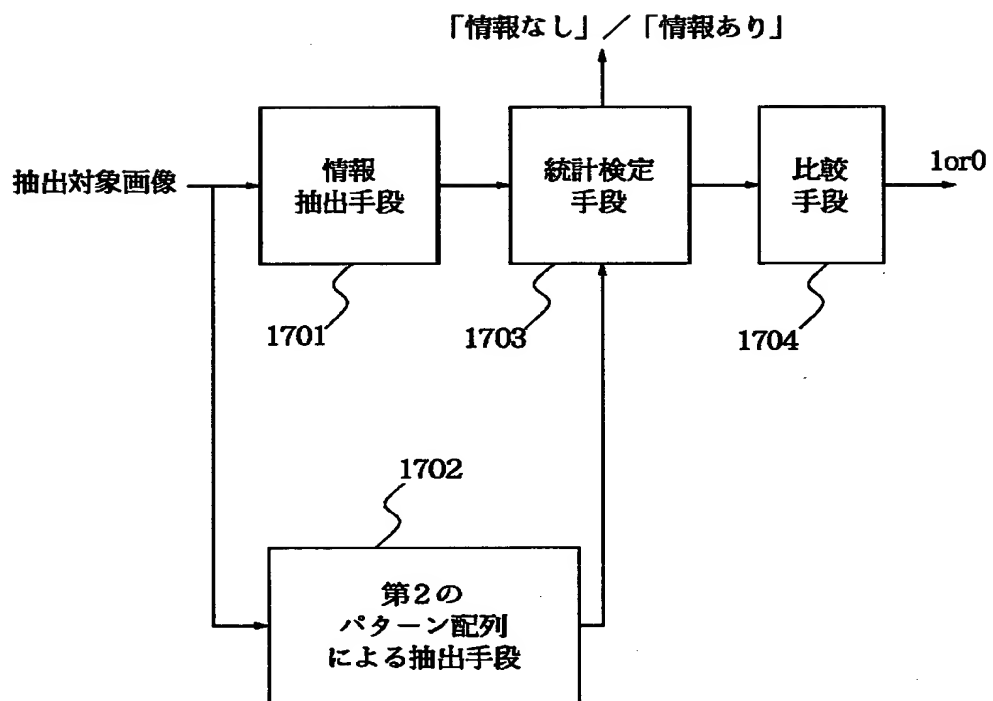 「情報なし」／「情報あり」
抽出対象画像
情報
抽出手段
統計検定
手段
比較
手段
1or0
1701
1703
1704
1702
第2の
パターン配列
による抽出手段